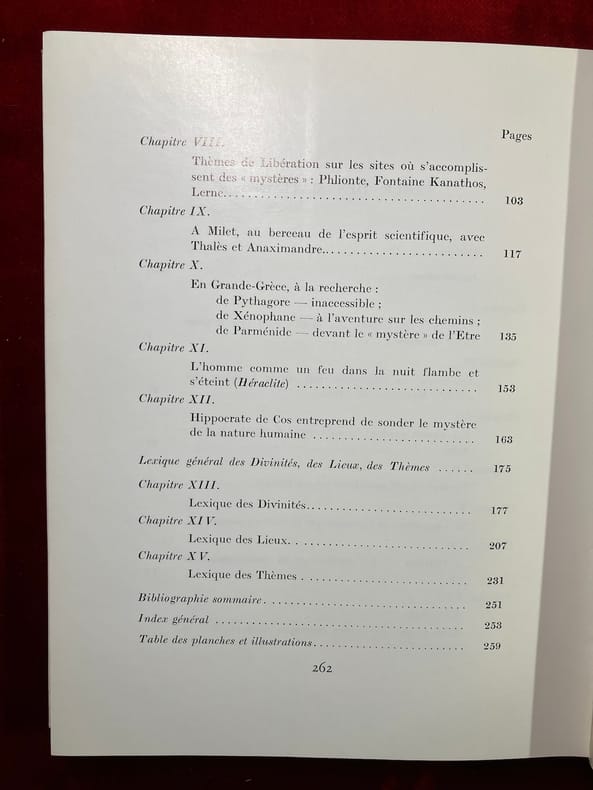 Pages
Chapitre VIII.
Thèmes de Libération sur les sites où s'accomplis-
sent des « mystères » : Phlionte, Fontaine Kanathos,
Lerne. . . . . . . . . . . . . . . . . . . . . . . . . . . . . . . . . . . . . . . . 103
Chapitre IX.
A Milet, au berceau de l'esprit scientifique, avec
Thalès et Anaximandre. . . . . . . . . . . . . . . . . . . . . . . . . 117
Chapitre X.
En Grande-Grèce, à la recherche :
de Pythagore — inaccessible ;
de Xénophane — à l'aventure sur les chemins ;
de Parménide — devant le « mystère » de l'Etre 135
Chapitre XI.
L'homme comme un feu dans la nuit flambe et
s'éteint (Héraclite) . . . . . . . . . . . . . . . . . . . . . . . . . . . . 153
Chapitre XII.
Hippocrate de Cos entreprend de sonder le mystère
de la nature humaine . . . . . . . . . . . . . . . . . . . . . . . . . 163
Lexique général des Divinités, des Lieux, des Thèmes . . . . . . 175
Chapitre XIII.
Lexique des Divinités. . . . . . . . . . . . . . . . . . . . . . . . . . 177
Chapitre XIV.
Lexique des Lieux. . . . . . . . . . . . . . . . . . . . . . . . . . . . . 207
Chapitre XV.
Lexique des Thèmes . . . . . . . . . . . . . . . . . . . . . . . . . . 231
Bibliographie sommaire. . . . . . . . . . . . . . . . . . . . . . . . . . . . . . . 251
Index général . . . . . . . . . . . . . . . . . . . . . . . . . . . . . . . . . . . . . . 253
Table des planches et illustrations. . . . . . . . . . . . . . . . . . . . . . . 259
262